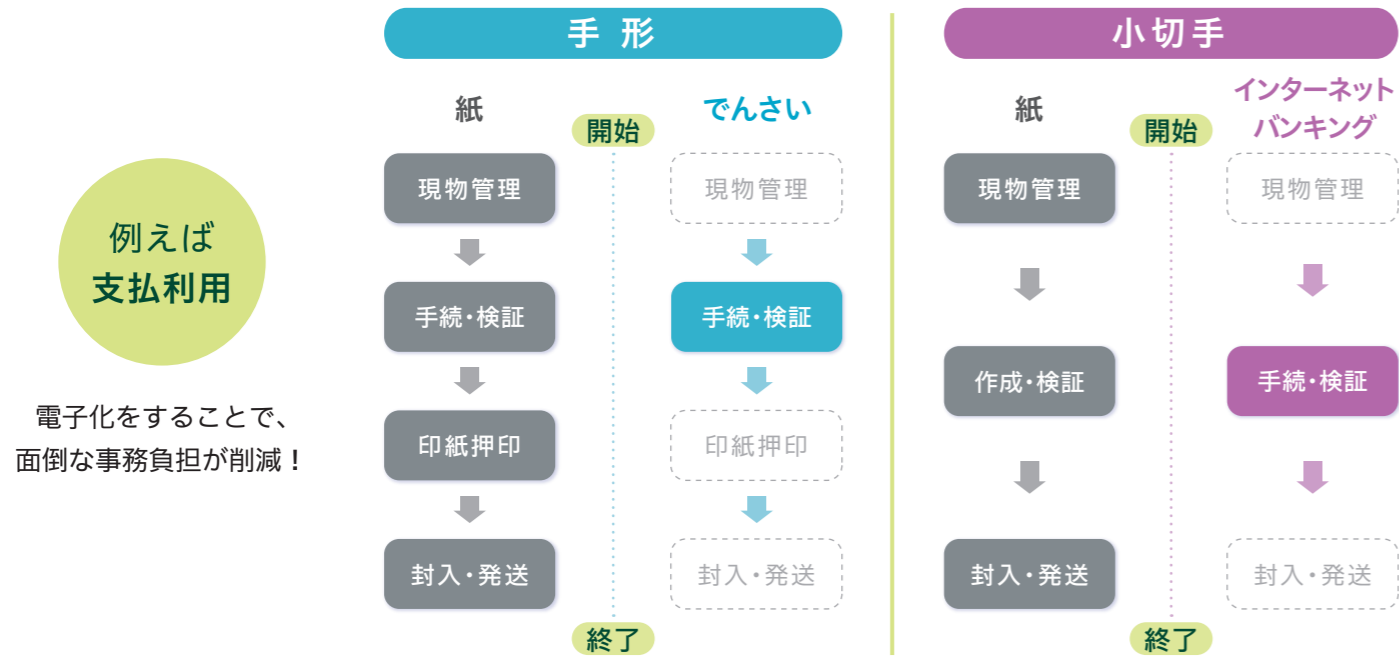 例えば
支払利用
電子化をすることで、
面倒な事務負担が削減！
手形
紙
開始
でんさい
現物管理
現物管理
手続・検証
手続・検証
印紙押印
印紙押印
封入・発送
封入・発送
終了
小切手
紙
開始
インターネット
バンキング
現物管理
現物管理
作成・検証
手続・検証
封入・発送
封入・発送
終了